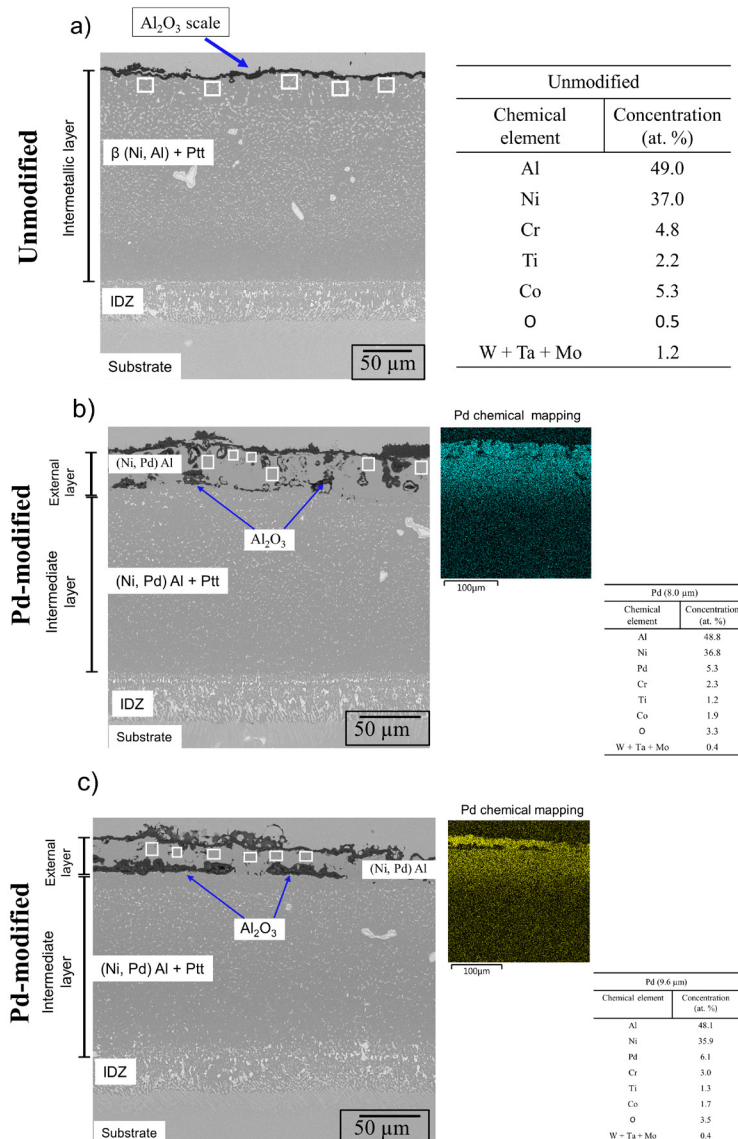 a)
Al₂O₃ scale
Unmodified
Intermetallic layer
β (Ni, Al) + Ptt
IDZ
Substrate
50 µm
Unmodified
Chemical element Concentration (at. %)
Al 49.0
Ni 37.0
Cr 4.8
Ti 2.2
Co 5.3
O 0.5
W + Ta + Mo 1.2
b)
Pd-modified
External layer
(Ni, Pd) Al
Al₂O₃
Intermediate layer
(Ni, Pd) Al + Ptt
IDZ
Substrate
50 µm
Pd chemical mapping
100µm
Pd (8.0 µm)
Chemical element Concentration (at. %)
Al 48.8
Ni 36.8
Pd 5.3
Cr 2.3
Ti 1.2
Co 1.9
O 3.3
W + Ta + Mo 0.4
c)
Pd-modified
External layer
(Ni, Pd) Al
Al₂O₃
Intermediate layer
(Ni, Pd) Al + Ptt
IDZ
Substrate
50 µm
Pd chemical mapping
100µm
Pd (9.6 µm)
Chemical element Concentration (at. %)
Al 48.1
Ni 35.9
Pd 6.1
Cr 3.0
Ti 1.3
Co 1.7
O 3.5
W + Ta + Mo 0.4